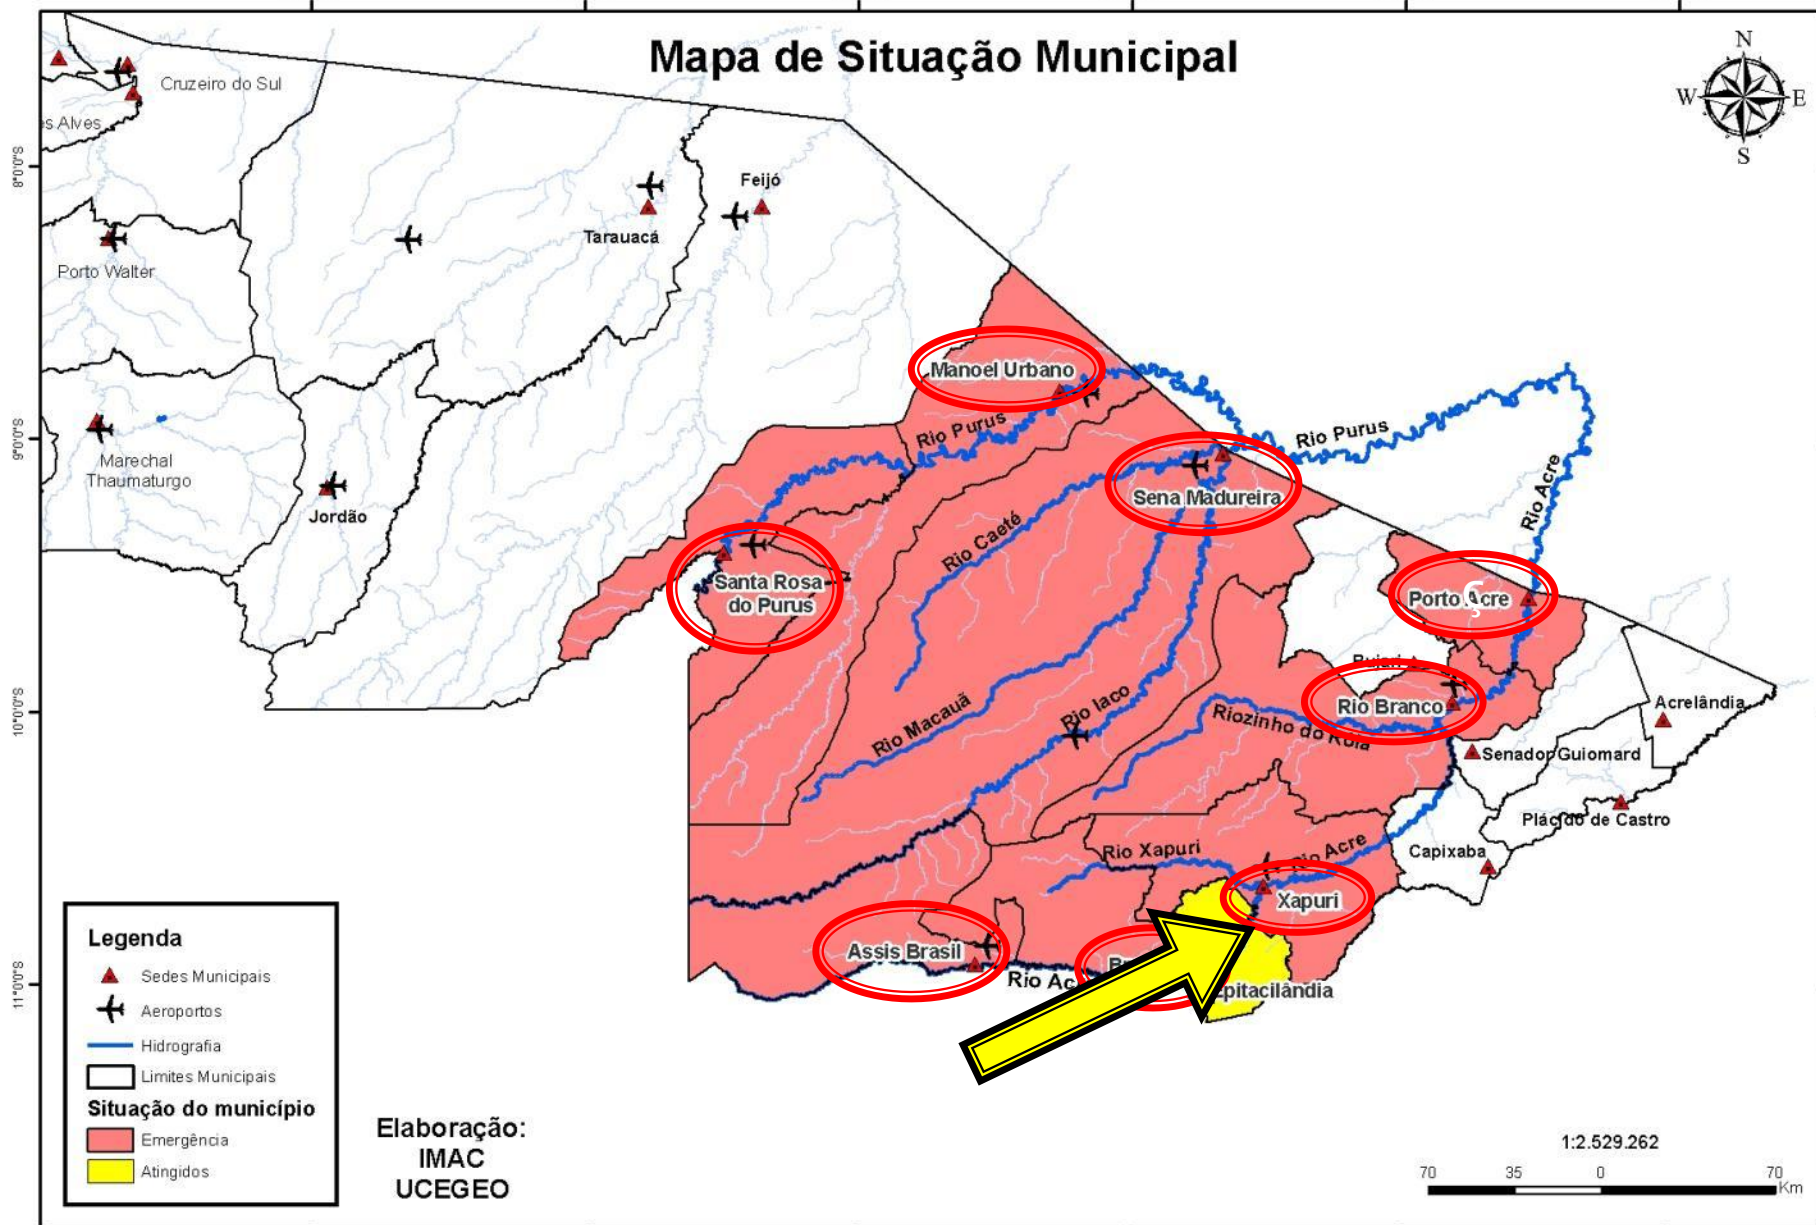 Mapa de Situação Municipal
N
W
E
S
8°0'0"S
9°0'0"S
10°0'0"S
11°0'0"S
Cruzeiro do Sul
Alves
Porto Walter
Marechal
Thaumaturgo
Jordão
Tarauacá
Feijó
Manoel Urbano
Rio Purus
Rio Purus
Sena Madureira
Rio Acre
Rio Caeté
Santa Rosa
do Purus
Porto Acre
Bujari
Rio Branco
Rio Macauã
Rio Iaco
Riozinho do Rola
Acrelândia
Senador Guiomard
Plácido de Castro
Capixaba
Rio Xapuri
Rio Acre
Xapuri
Assis Brasil
Rio Ac
Epitacilândia
Legenda
Sedes Municipais
Aeroportos
Hidrografia
Limites Municipais
Situação do município
Emergência
Atingidos
Elaboração:
IMAC
UCEGEO
1:2.529.262
70 35 0 70
Km